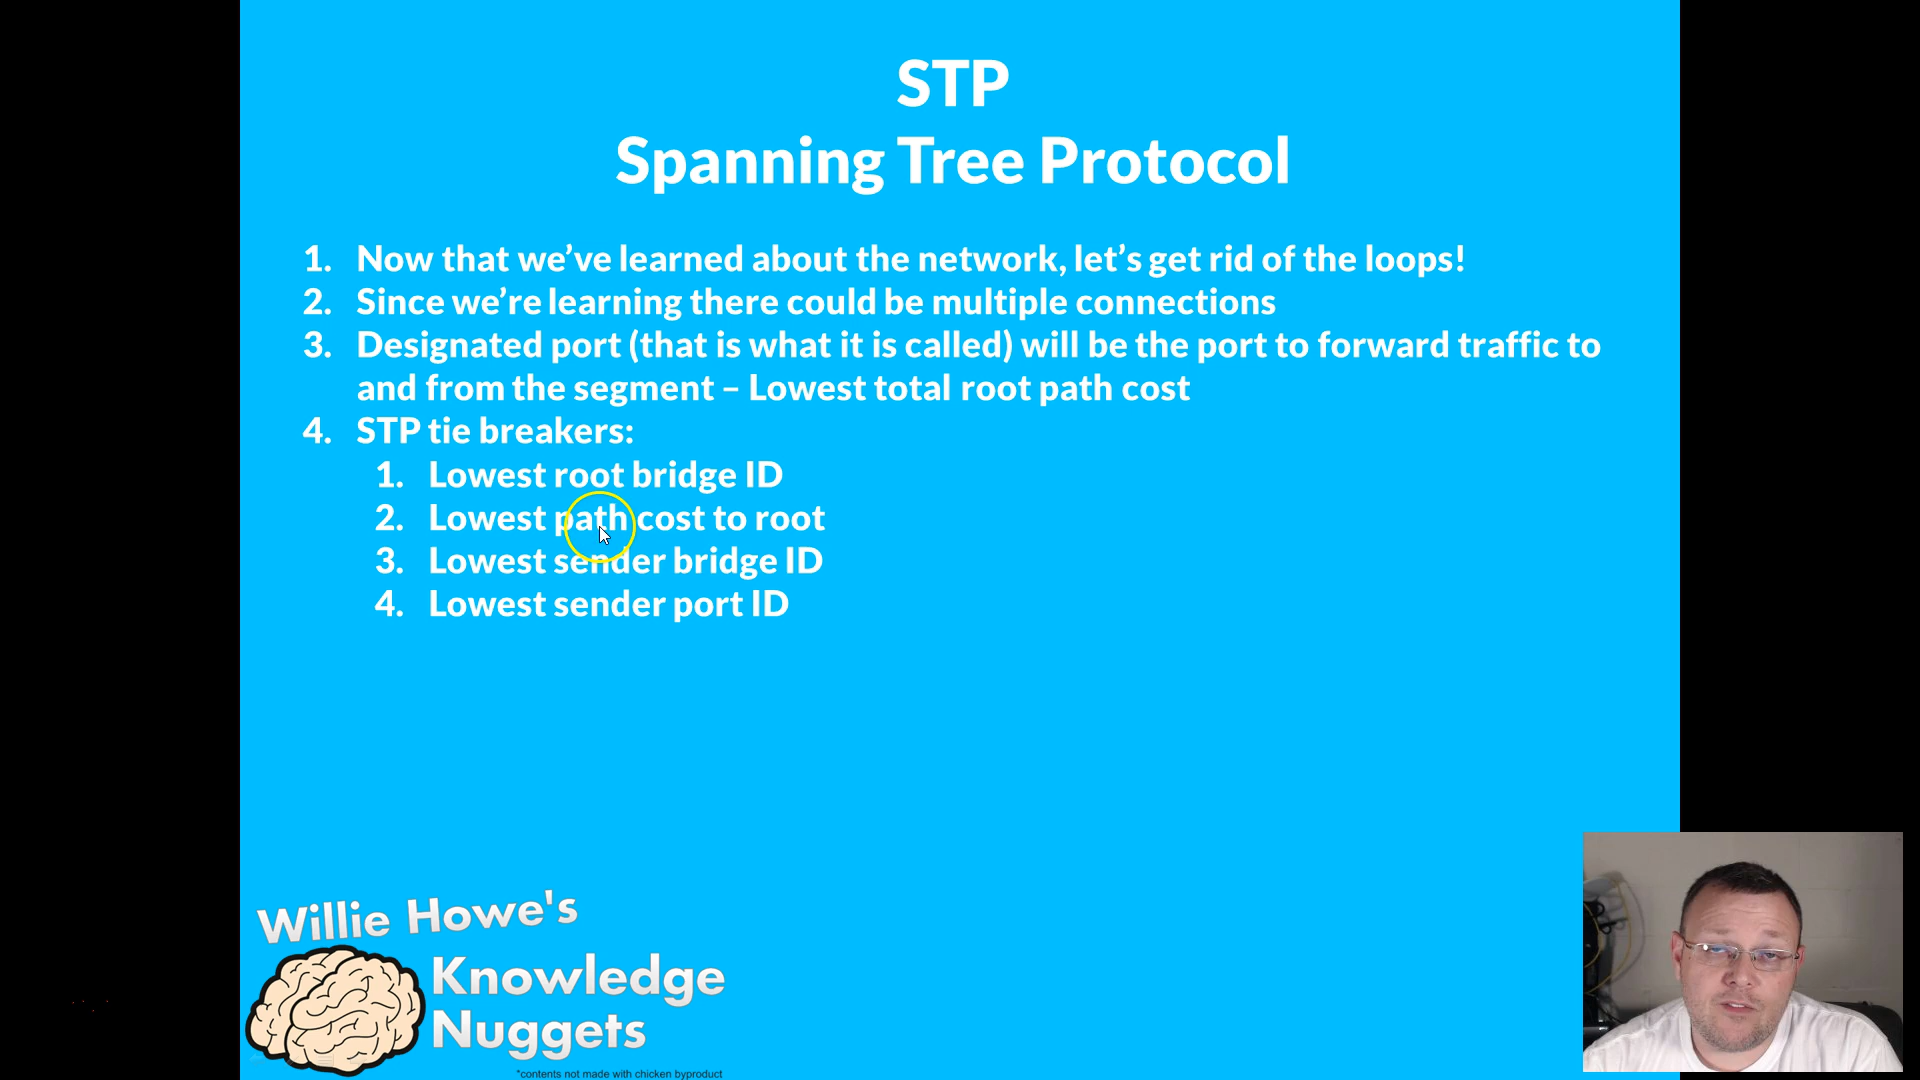 STP
Spanning Tree Protocol
1. Now that we’ve learned about the network, let’s get rid of the loops!
2. Since we’re learning there could be multiple connections
3. Designated port (that is what it is called) will be the port to forward traffic to
and from the segment – Lowest total root path cost
4. STP tie breakers:
1. Lowest root bridge ID
2. Lowest path cost to root
3. Lowest sender bridge ID
4. Lowest sender port ID
Willie Howe's
Knowledge
Nuggets
*contents not made with chicken byproduct